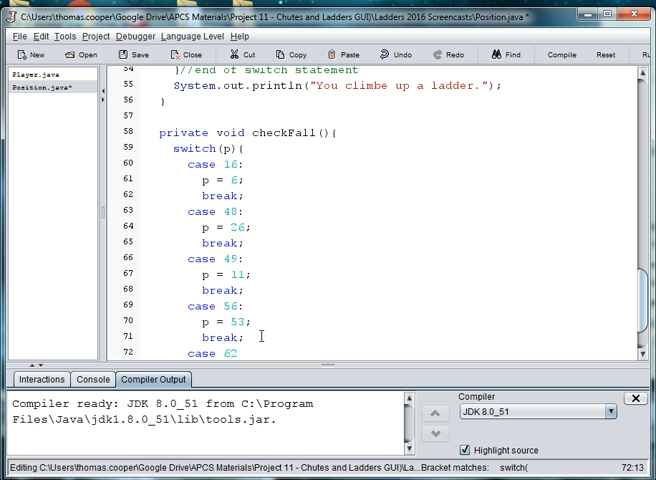 C:\Users\thomas.cooper\Google Drive\APCS Materials\Project 11 - Chutes and Ladders GUI\Ladders 2016 Screencasts\Position.java *
File Edit Tools Project Debugger Language Level Help
New Open Save Close Cut Copy Paste Undo Redo Find Compile Reset Ru
Player.java
Position.java*
54 }//end of switch statement
55 System.out.println("You climbe up a ladder.");
56 }
57
58 private void checkFall(){
59 switch(p){
60 case 16:
61 p = 6;
62 break;
63 case 48:
64 p = 26;
65 break;
66 case 49:
67 p = 11;
68 break;
69 case 56:
70 p = 53;
71 break;
72 case 62
Interactions Console Compiler Output
Compiler ready: JDK 8.0_51 from C:\Program
Files\Java\jdk1.8.0_51\lib\tools.jar.
Compiler
JDK 8.0_51
Highlight source
Editing C:\Users\thomas.cooper\Google Drive\APCS Materials\Project 11 - Chutes and Ladders GUI\La... Bracket matches: switch( 72:13